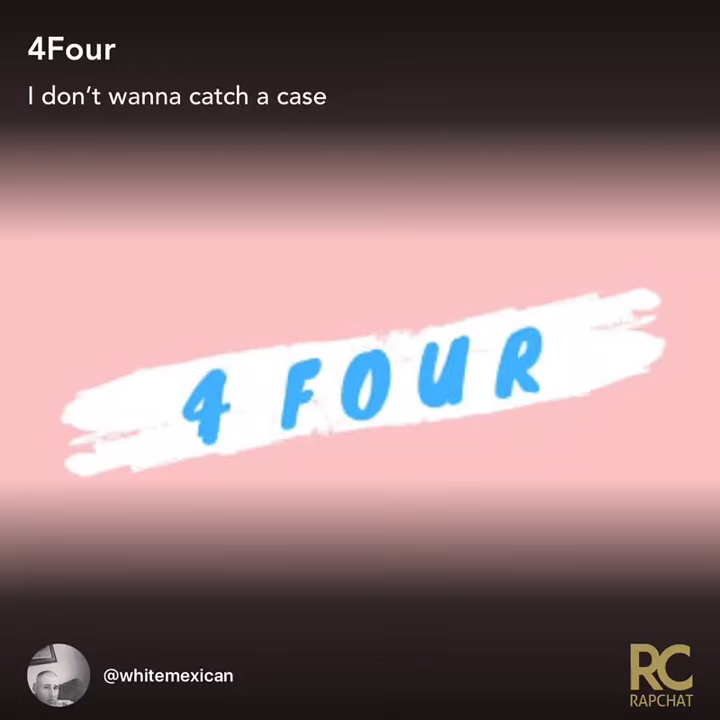 4Four
I don’t wanna catch a case
4 FOUR
@whitemexican
RC
RAPCHAT